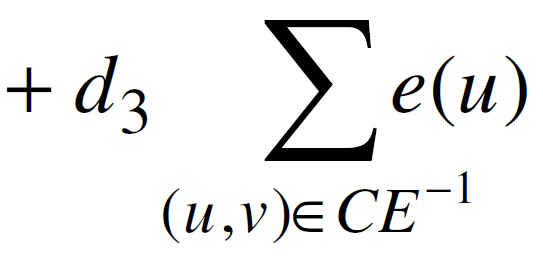 + d₃ ∑ e(u)
(u,v)∈CE⁻¹